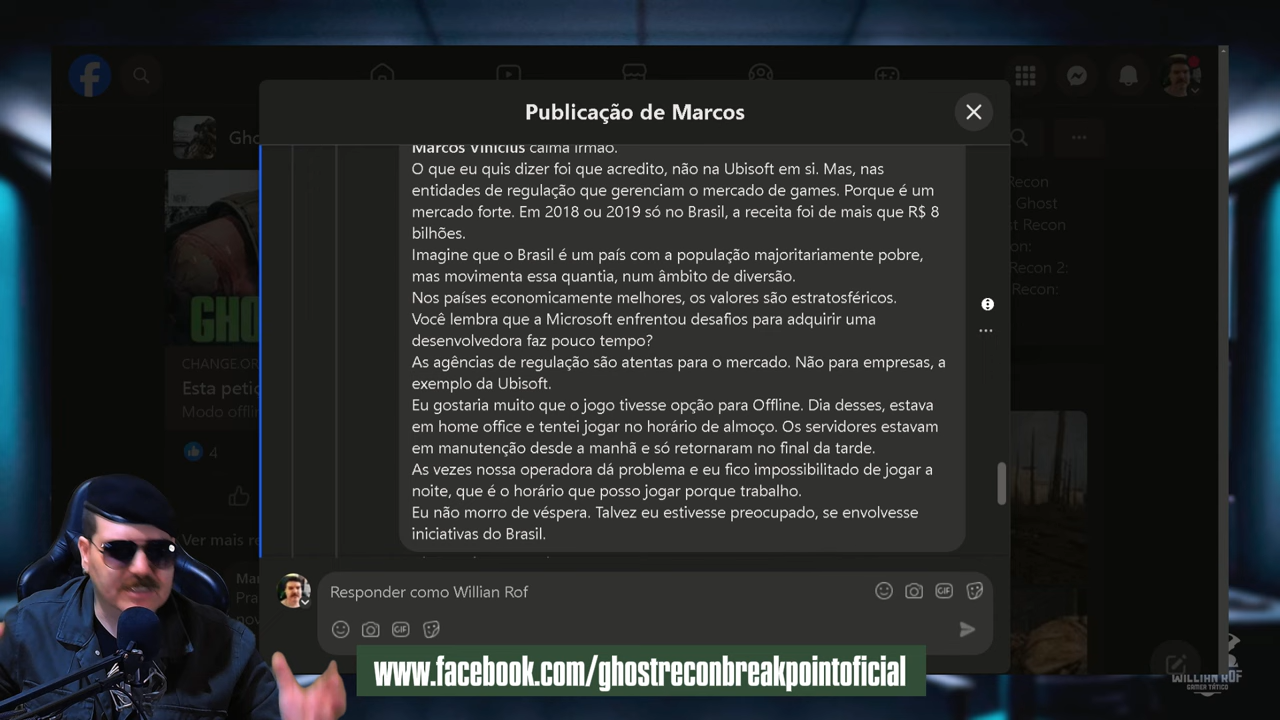 Publicação de Marcos
Gho
Marcos Vinicius calma irmão.
O que eu quis dizer foi que acredito, não na Ubisoft em si. Mas, nas
entidades de regulação que gerenciam o mercado de games. Porque é um
mercado forte. Em 2018 ou 2019 só no Brasil, a receita foi de mais que R$ 8
bilhões.
Imagine que o Brasil é um país com a população majoritariamente pobre,
mas movimenta essa quantia, num âmbito de diversão.
Nos países economicamente melhores, os valores são estratosféricos.
Você lembra que a Microsoft enfrentou desafios para adquirir uma
desenvolvedora faz pouco tempo?
As agências de regulação são atentas para o mercado. Não para empresas, a
exemplo da Ubisoft.
Eu gostaria muito que o jogo tivesse opção para Offline. Dia desses, estava
em home office e tentei jogar no horário de almoço. Os servidores estavam
em manutenção desde a manhã e só retornaram no final da tarde.
As vezes nossa operadora dá problema e eu fico impossibilitado de jogar a
noite, que é o horário que posso jogar porque trabalho.
Eu não morro de véspera. Talvez eu estivesse preocupado, se envolvesse
iniciativas do Brasil.
GHO
CHANGE.OR
Esta petiç
Modo offlin
4
Ver mais re
Mar
Pra
nov
Recon
Ghost
t Recon
on:
Recon 2:
Recon:
Responder como Willian Rof
GIF
GIF
www.facebook.com/ghostreconbreakpointoficial
WILLIAN ROF
GAMER TÁTICO